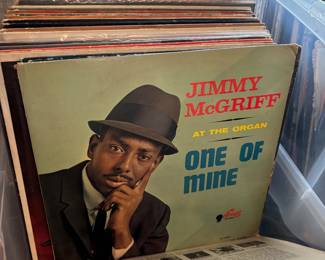 JIMMY
McGRIFF
AT THE ORGAN
ONE OF
MINE